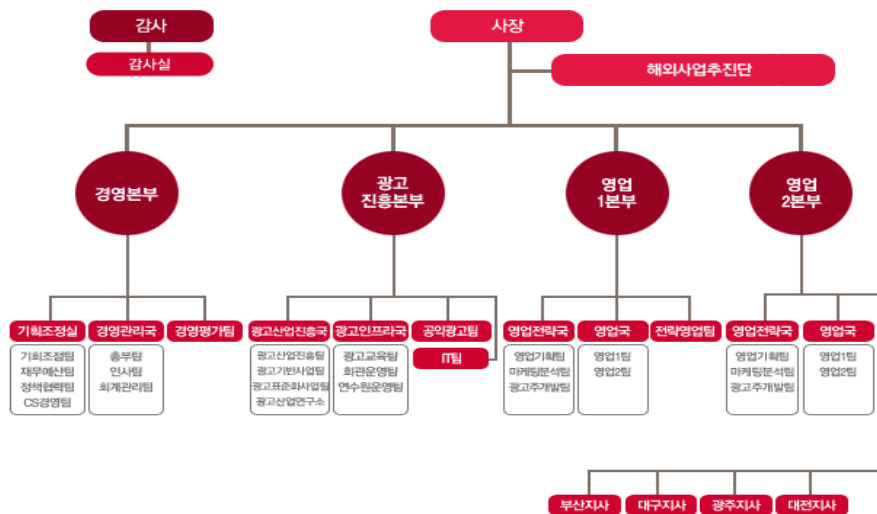 감사
사장
감사실
해외사업추진단
경영본부
광고
진흥본부
영업
1본부
영업
2본부
기획조정실
경영관리국
경영평가팀
광고산업진흥국
광고인프라국
공익광고팀
영업전략국
영업국
전략영업팀
영업전략국
영업국
기획조정팀
재무예산팀
정책협력팀
CS경영팀
총무팀
인사팀
회계관리팀
광고산업진흥팀
광고기반사업팀
광고표준화사업팀
광고산업연구소
광고교육팀
회관운영팀
연수원운영팀
IT팀
영업기획팀
마케팅분석팀
광고주개발팀
영업1팀
영업2팀
영업기획팀
마케팅분석팀
광고주개발팀
영업1팀
영업2팀
부산지사
대구지사
광주지사
대전지사